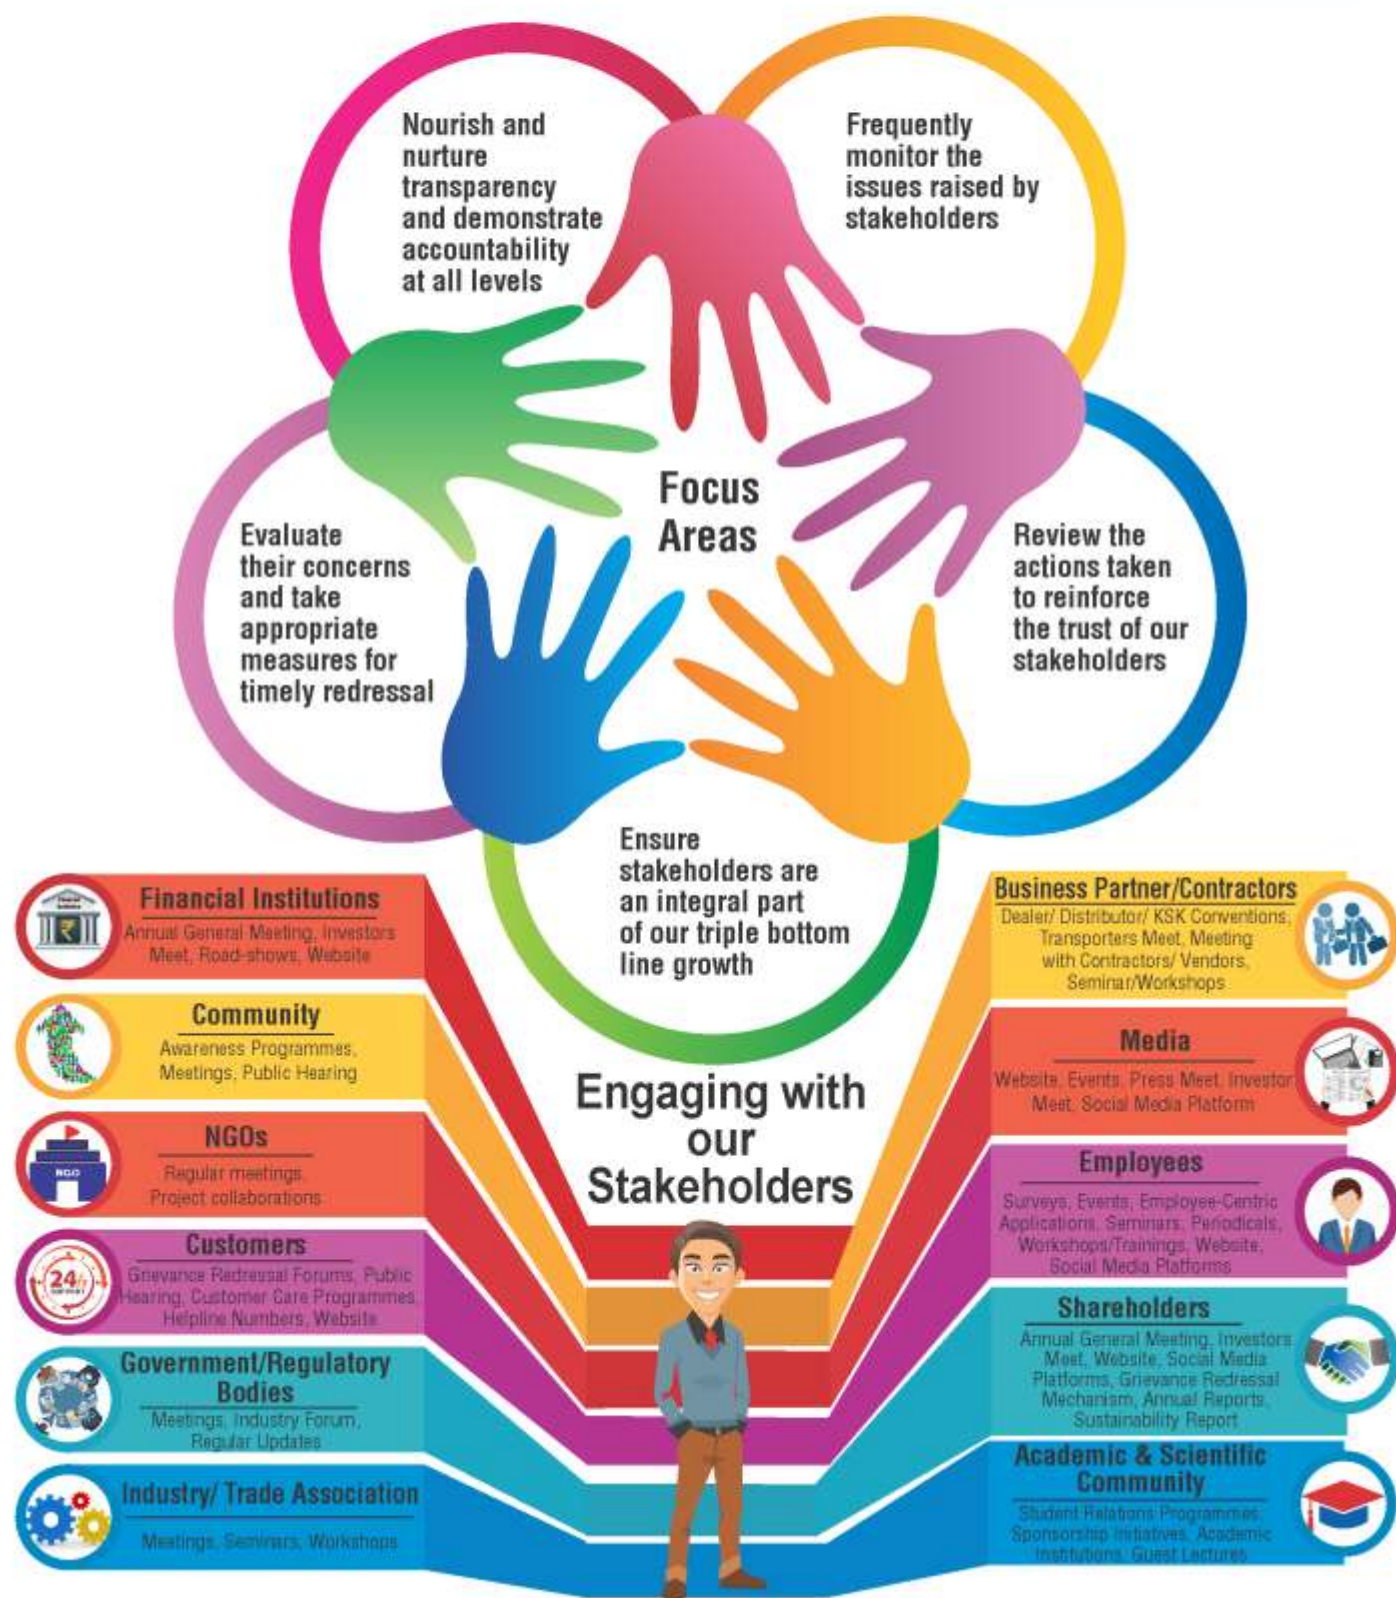 Nourish and
nurture
transparency
and demonstrate
accountability
at all levels
Frequently
monitor the
issues raised by
stakeholders
Focus
Areas
Evaluate
their concerns
and take
appropriate
measures for
timely redressal
Review the
actions taken
to reinforce
the trust of our
stakeholders
Ensure
stakeholders are
an integral part
of our triple bottom
line growth
Engaging with
our
Stakeholders
Financial Institutions
Annual General Meeting, Investors
Meet, Road-shows, Website
Community
Awareness Programmes,
Meetings, Public Hearing
NGO
NGOs
Regular meetings,
Project collaborations
24
Customers
Grievance Redressal Forums, Public
Hearing, Customer Care Programmes,
Helpline Numbers, Website
Government/Regulatory
Bodies
Meetings, Industry Forum,
Regular Updates
Industry/ Trade Association
Meetings, Seminars, Workshops
Business Partner/Contractors
Dealer/ Distributor/ KSK Conventions,
Transporters Meet, Meeting
with Contractors/ Vendors,
Seminar/Workshops
Media
Website, Events, Press Meet, Investor
Meet, Social Media Platform
Employees
Surveys, Events, Employee-Centric
Applications, Seminars, Periodicals,
Workshops/Trainings, Website,
Social Media Platforms
Shareholders
Annual General Meeting, Investors
Meet, Website, Social Media
Platforms, Grievance Redressal
Mechanism, Annual Reports,
Sustainability Report
Academic & Scientific
Community
Student Relations Programmes,
Sponsorship Initiatives, Academic
Institutions, Guest Lectures